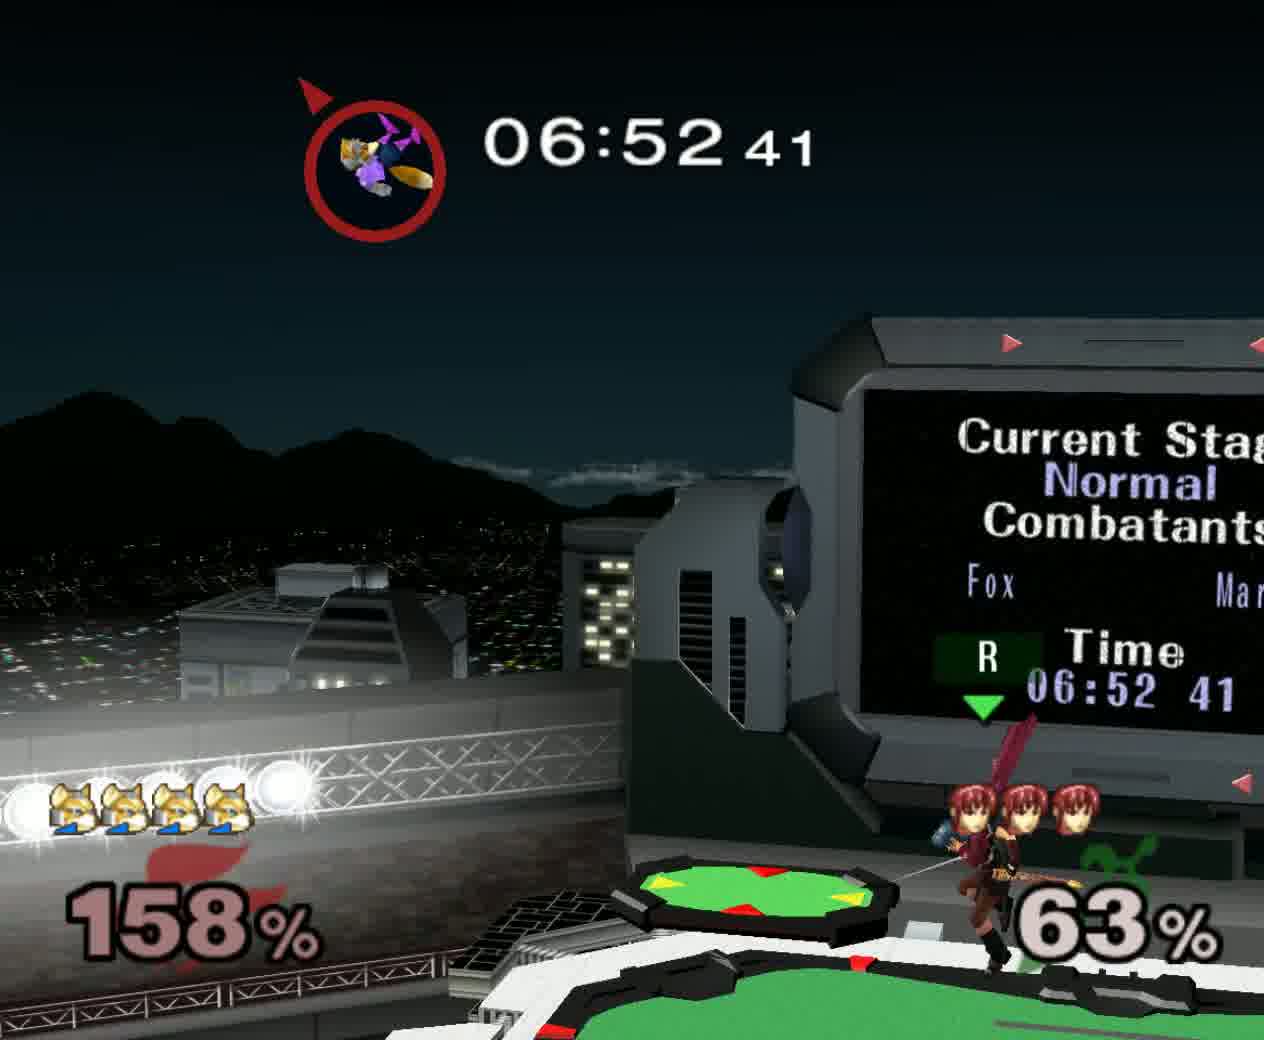 06:52 41
Current Stag
Normal
Combatants
Fox Mar
R
Time
06:52 41
158%
63%